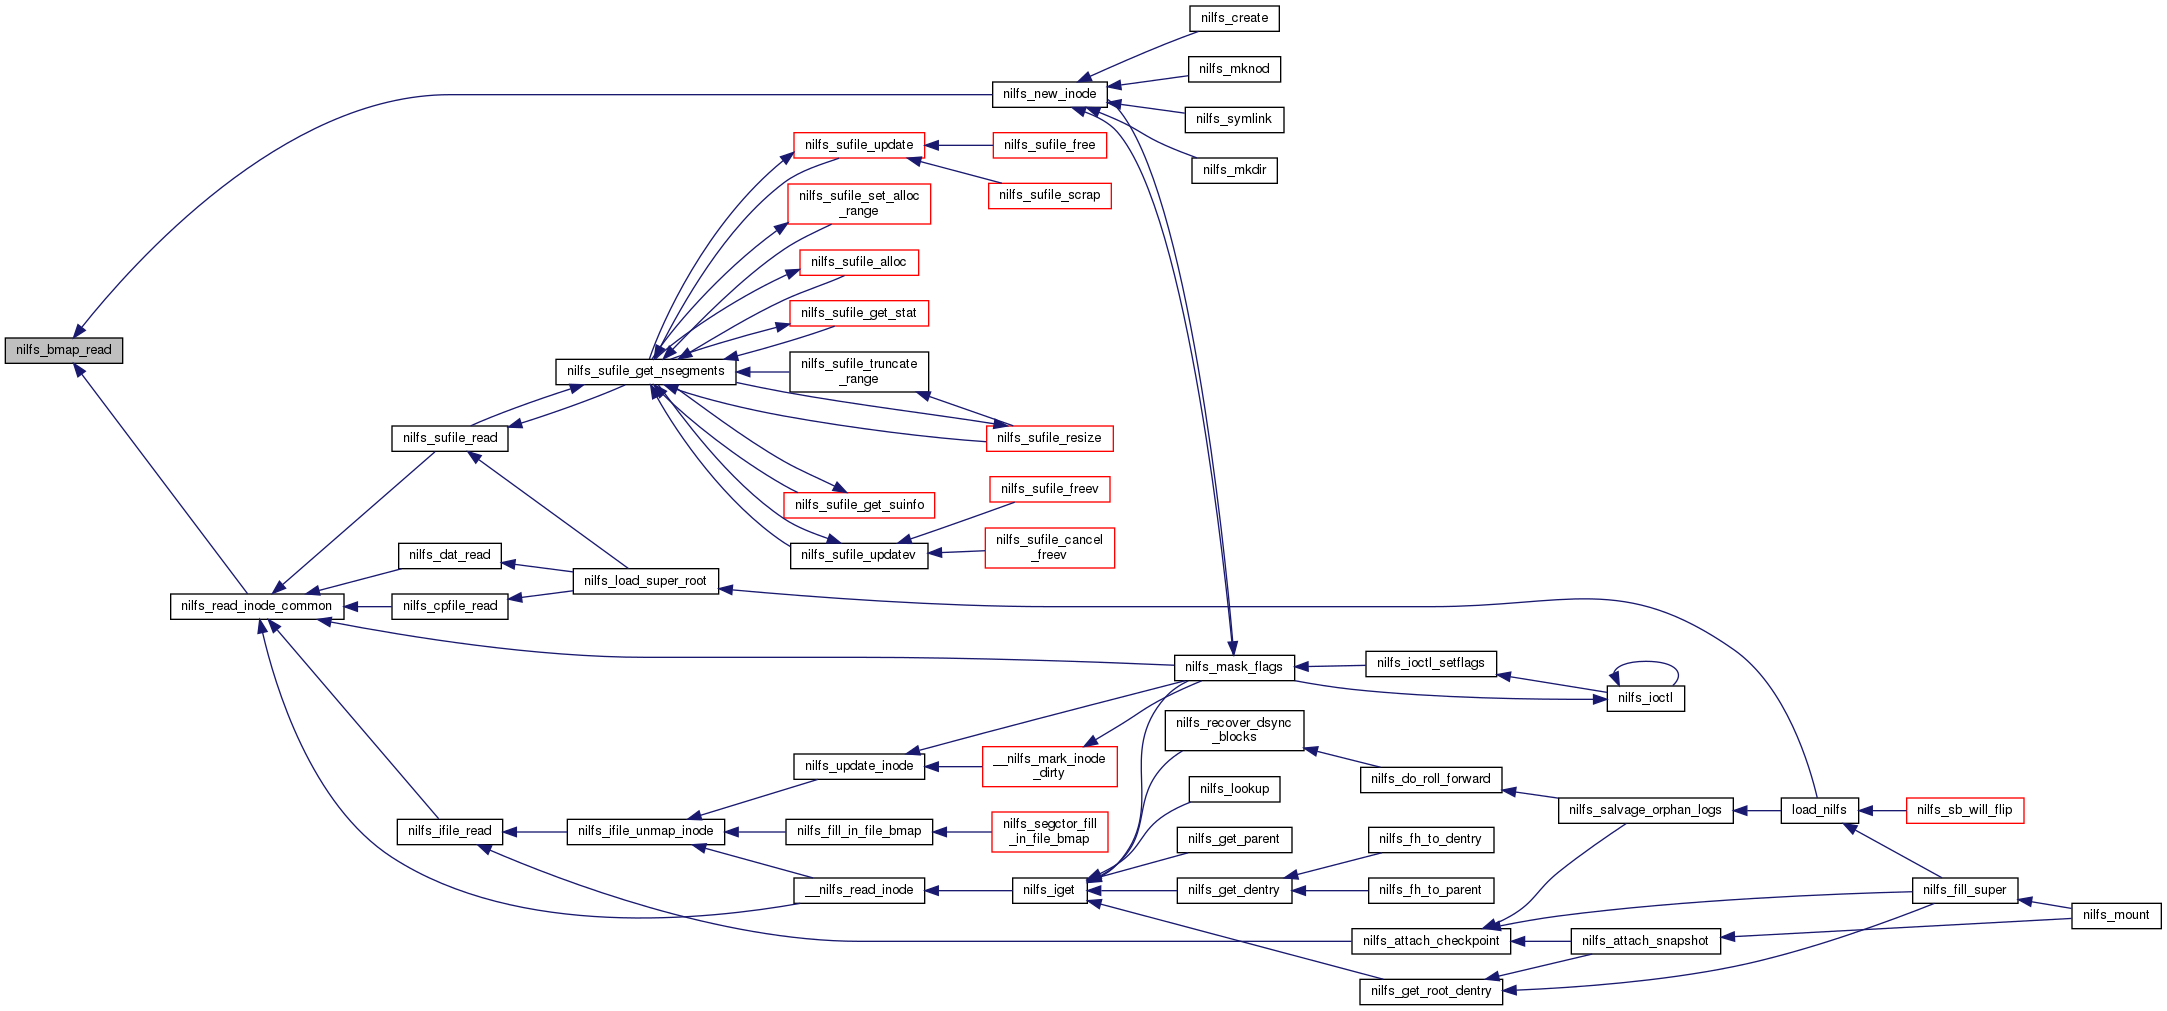 nilfs_create
nilfs_mknod
nilfs_new_inode
nilfs_symlink
nilfs_mkdir
nilfs_sufile_update
nilfs_sufile_free
nilfs_sufile_scrap
nilfs_sufile_set_alloc
_range
nilfs_sufile_alloc
nilfs_sufile_get_stat
nilfs_bmap_read
nilfs_sufile_get_nsegments
nilfs_sufile_truncate
_range
nilfs_sufile_read
nilfs_sufile_resize
nilfs_sufile_get_suinfo
nilfs_sufile_freev
nilfs_sufile_updatev
nilfs_sufile_cancel
_freev
nilfs_dat_read
nilfs_load_super_root
nilfs_read_inode_common
nilfs_cpfile_read
nilfs_mask_flags
nilfs_ioctl_setflags
nilfs_ioctl
nilfs_recover_dsync
_blocks
nilfs_update_inode
__nilfs_mark_inode
_dirty
nilfs_do_roll_forward
nilfs_lookup
nilfs_salvage_orphan_logs
load_nilfs
nilfs_sb_will_flip
nilfs_ifile_read
nilfs_ifile_unmap_inode
nilfs_fill_in_file_bmap
nilfs_segctor_fill
_in_file_bmap
nilfs_get_parent
nilfs_fh_to_dentry
__nilfs_read_inode
nilfs_iget
nilfs_get_dentry
nilfs_fh_to_parent
nilfs_fill_super
nilfs_mount
nilfs_attach_checkpoint
nilfs_attach_snapshot
nilfs_get_root_dentry